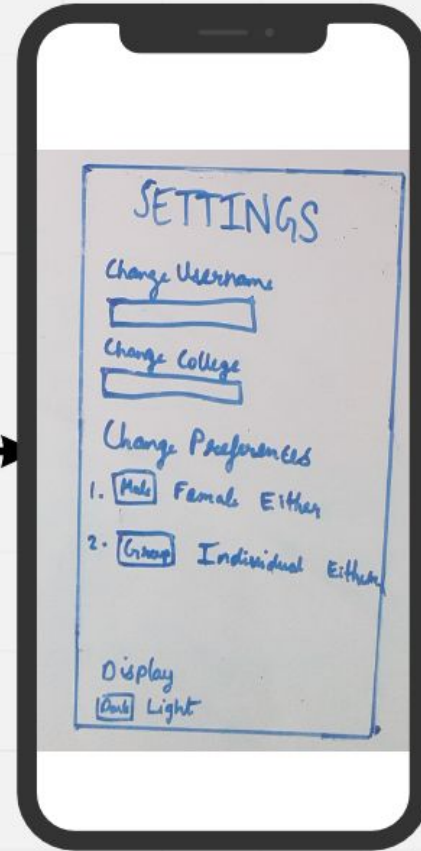 SETTINGS
Change Username
Change College
Change Preferences
1. Male Female Either
2. Group Individual Either
Display
Dark Light